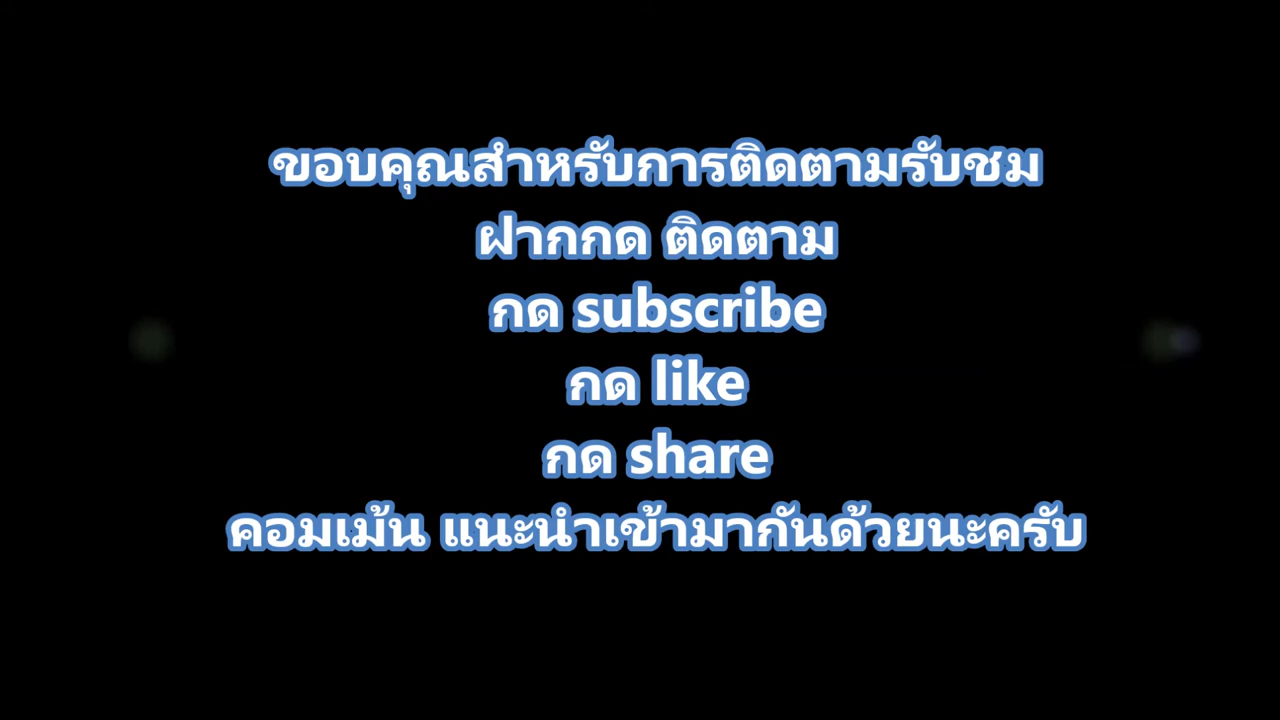 ขอบคุณสำหรับการติดตามรับชม
ฝากกด ติดตาม
กด subscribe
กด like
กด share
คอมเม้น แนะนำเข้ามากันด้วยนะครับ